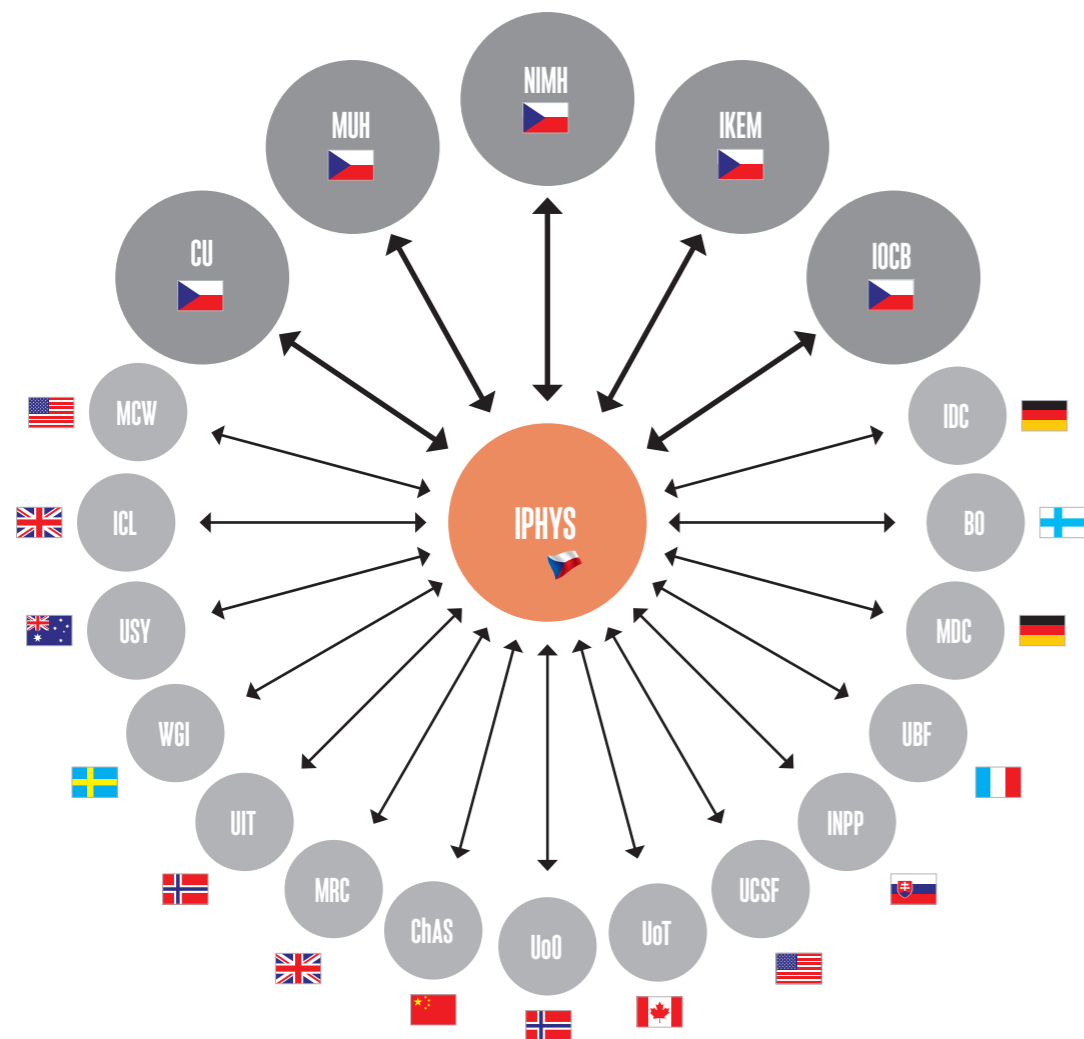 NIMH
MUH
IKEM
CU
IOCB
MCW
IDC
ICL
IPHYS
BO
USY
MDC
WGI
UBF
UIT
INPP
MRC
UCSF
ChAS
UoO
UoT